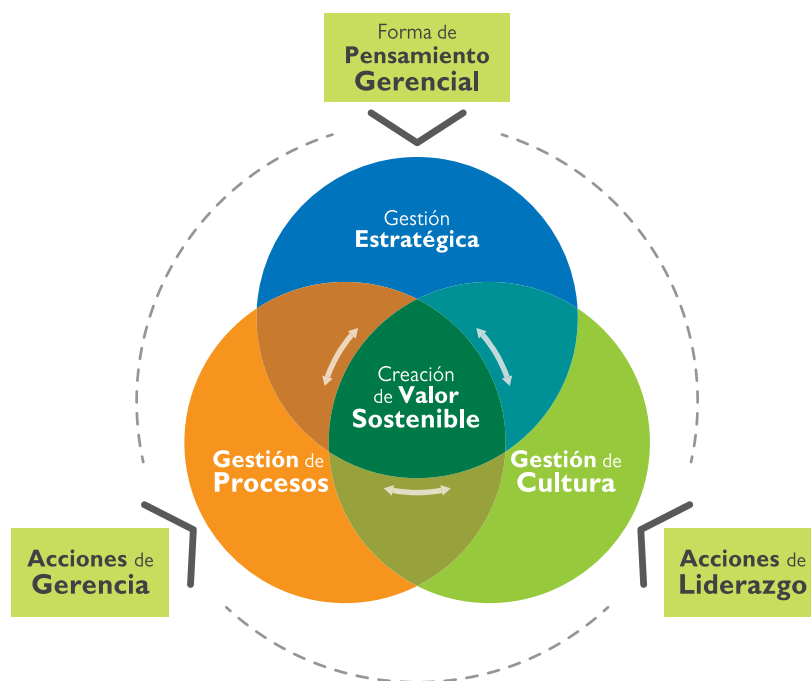 Forma de
Pensamiento
Gerencial
Gestión
Estratégica
Creación
de Valor
Sostenible
Gestión de
Procesos
Gestión de
Cultura
Acciones de
Gerencia
Acciones de
Liderazgo